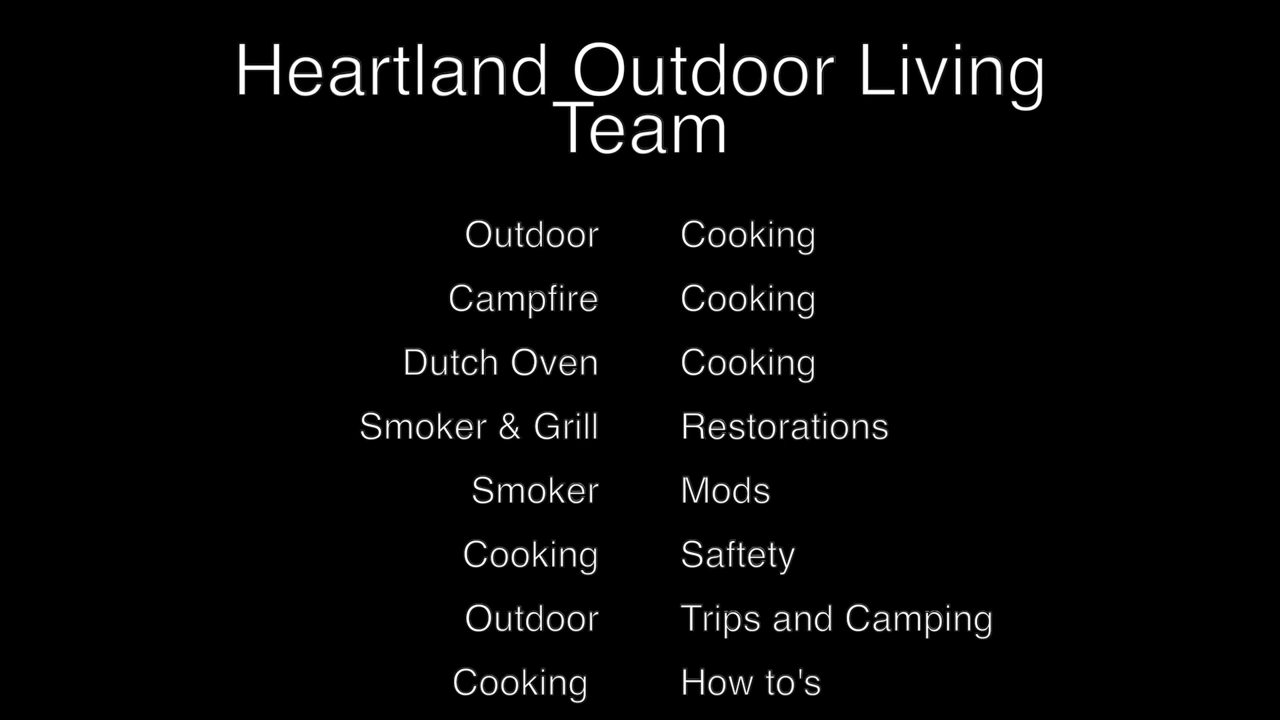 Heartland Outdoor Living
Team
Outdoor Cooking
Campfire Cooking
Dutch Oven Cooking
Smoker & Grill Restorations
Smoker Mods
Cooking Saftety
Outdoor Trips and Camping
Cooking How to's